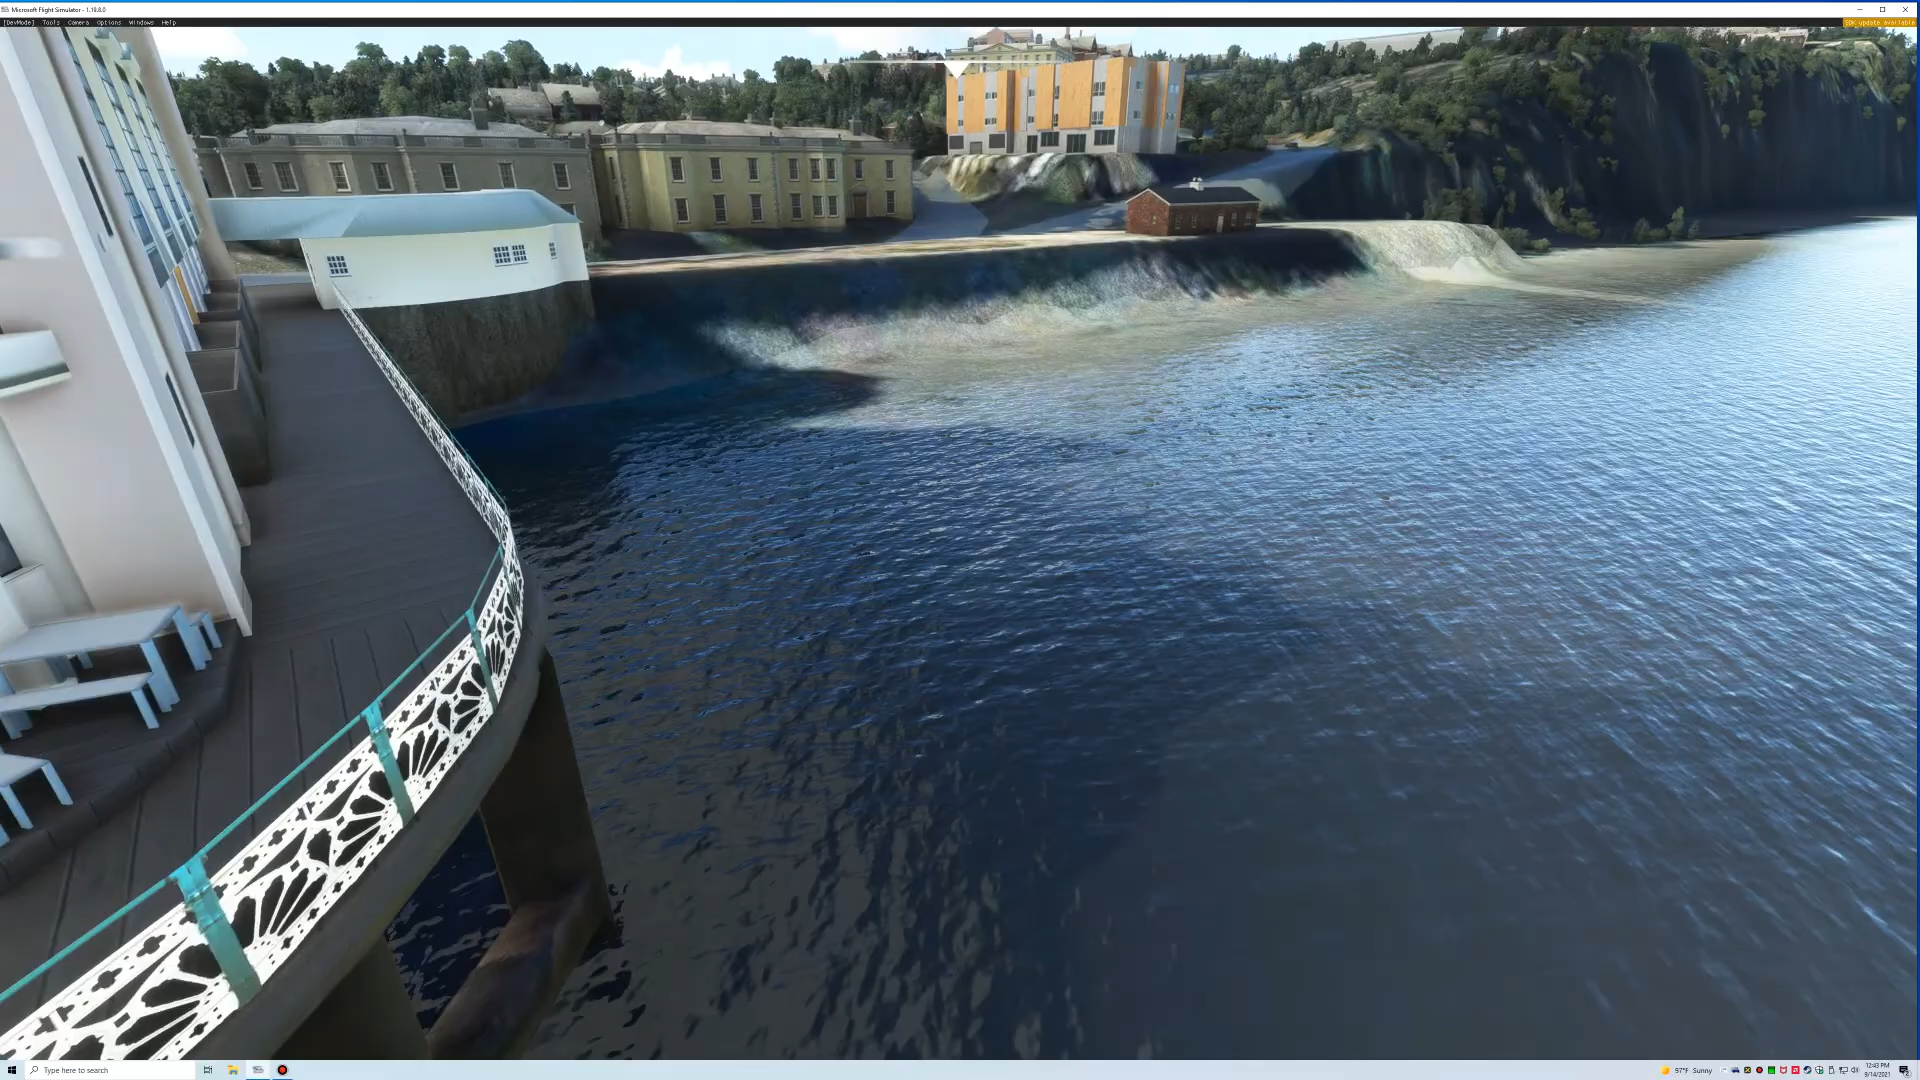 Microsoft Flight Simulator - 1.19.8.0
[DevMode] Tools Camera Options Windows Help
SDK update available
Type here to search
97°F Sunny
12:43 PM
9/14/2021